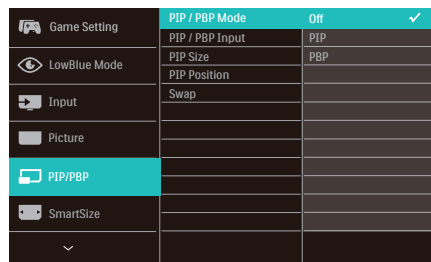 Game Setting
LowBlue Mode
Input
Picture
PIP/PBP
SmartSize
PIP / PBP Mode
PIP / PBP Input
PIP Size
PIP Position
Swap
Off
PIP
PBP